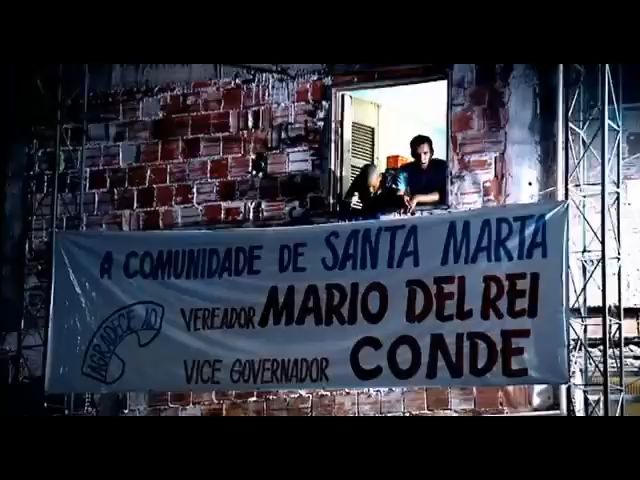 A COMUNIDADE DE SANTA MARTA
AGRADECE AO
VEREADOR MARIO DEL REI
VICE GOVERNADOR CONDE